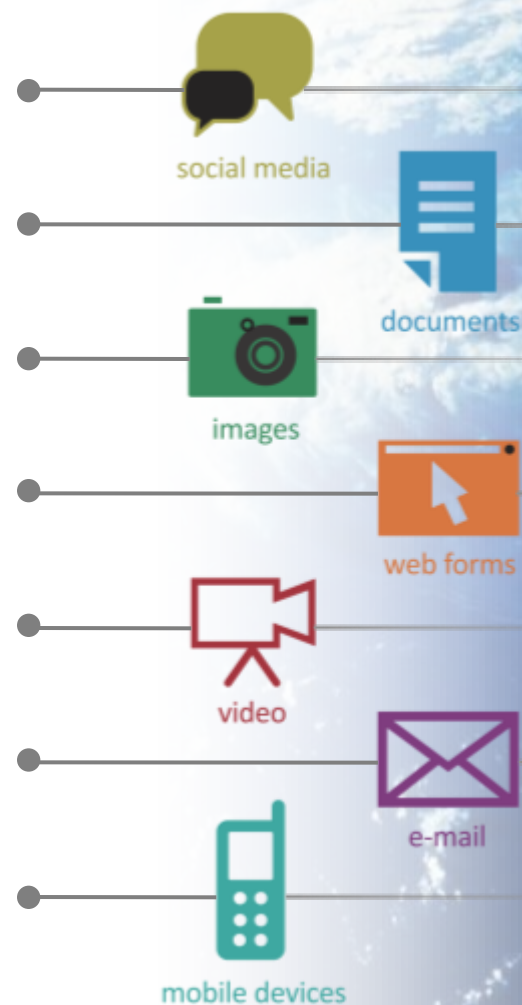 social media
documents
images
web forms
video
e-mail
mobile devices